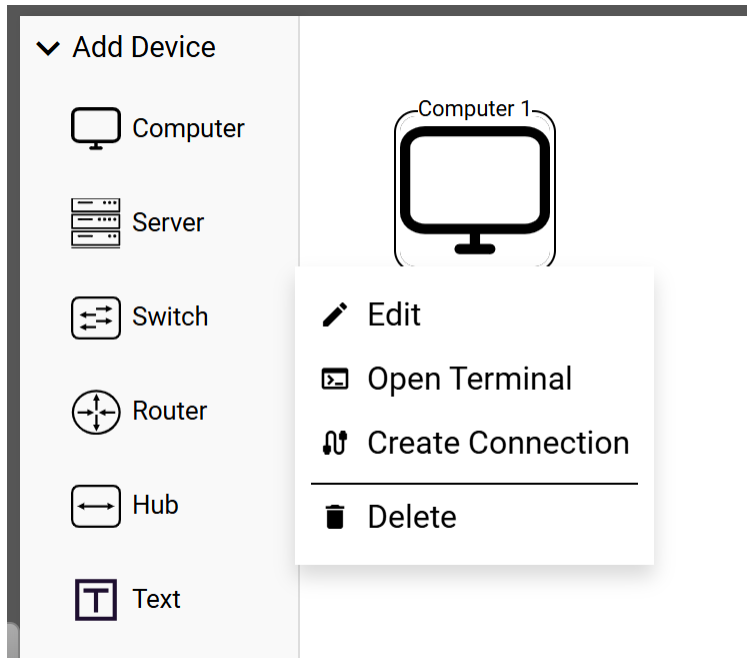 Add Device
Computer
Server
Switch
Router
Hub
Text
Computer 1
Edit
Open Terminal
Create Connection
Delete